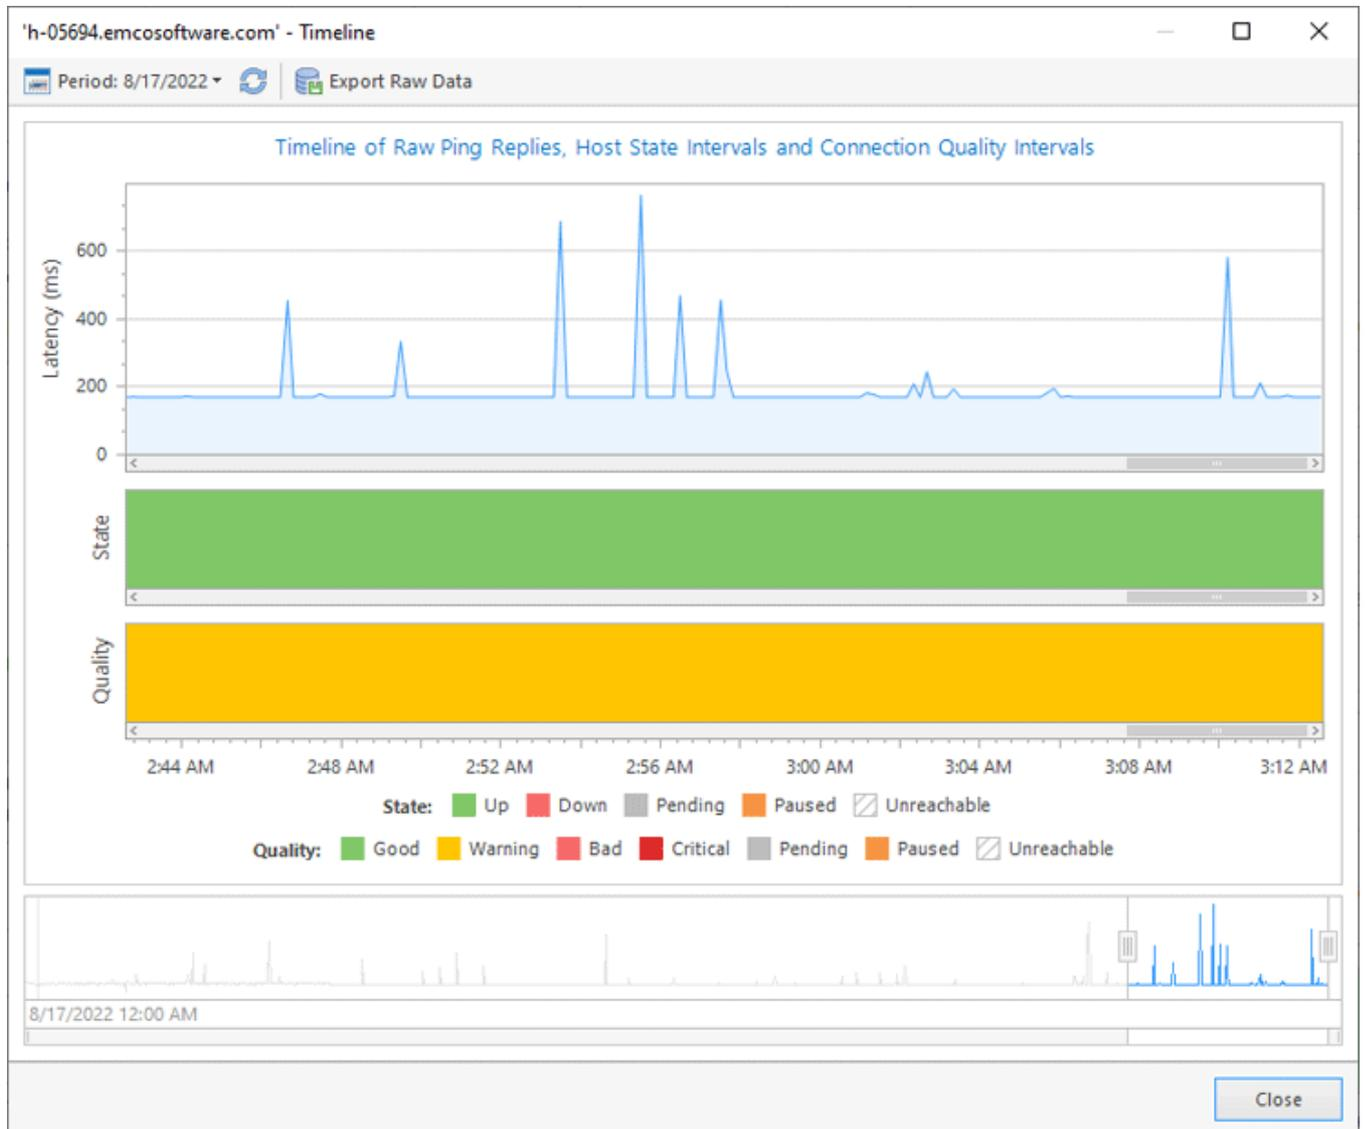 'h-05694.emcosoftware.com' - Timeline
Period: 8/17/2022 Export Raw Data
Timeline of Raw Ping Replies, Host State Intervals and Connection Quality Intervals
Latency (ms)
600
400
200
0
State
Quality
2:44 AM 2:48 AM 2:52 AM 2:56 AM 3:00 AM 3:04 AM 3:08 AM 3:12 AM
State: Up Down Pending Paused Unreachable
Quality: Good Warning Bad Critical Pending Paused Unreachable
8/17/2022 12:00 AM
Close